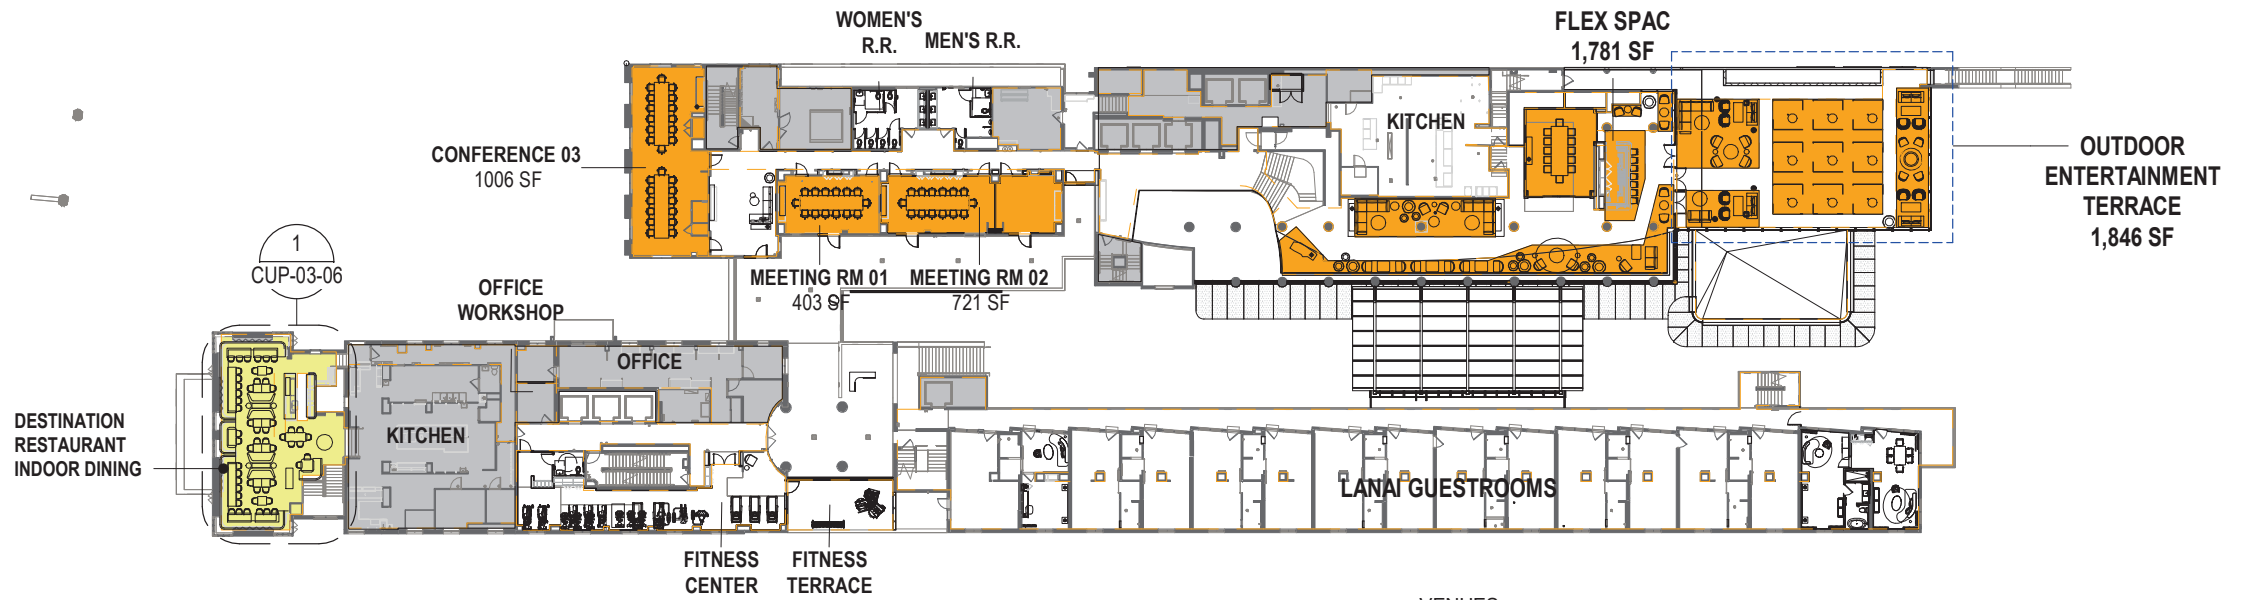 WOMEN'S
R.R.
MEN'S R.R.
FLEX SPAC
1,781 SF
KITCHEN
CONFERENCE 03
1006 SF
OUTDOOR
ENTERTAINMENT
TERRACE
1,846 SF
1
CUP-03-06
MEETING RM 01
403 SF
MEETING RM 02
721 SF
OFFICE
WORKSHOP
OFFICE
DESTINATION
RESTAURANT
INDOOR DINING
KITCHEN
LANAI GUESTROOMS
FITNESS
CENTER
FITNESS
TERRACE
VENUES